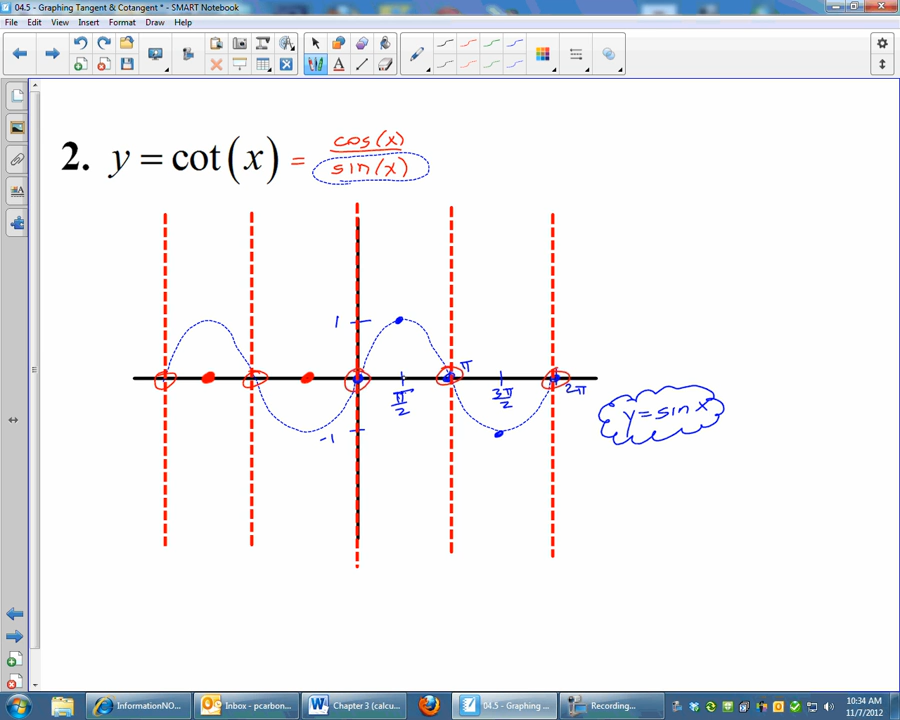 04.5 - Graphing Tangent & Cotangent * - SMART Notebook
File Edit View Insert Format Draw Help
2. y = cot(x) = cos(x)
sin(x)
1
π
π/2
3π/2
2π
y = sin x
-1
InformationNO...
Inbox - pcarbon...
Chapter 3 (calcu...
04.5 - Graphing ...
Recording...
10:34 AM
11/7/2012